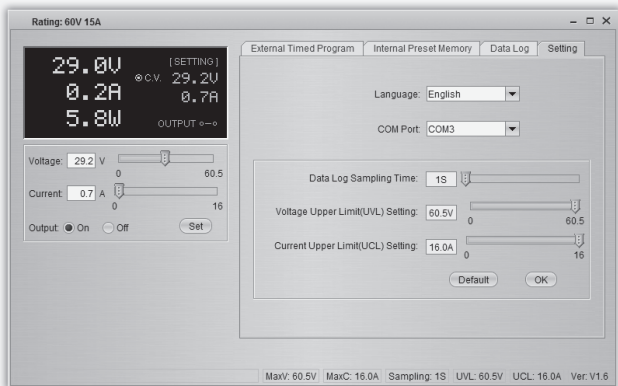 Rating: 60V 15A
29.0V
0.2A
5.8W
[SETTING]
C.V. 29.2V
0.7A
OUTPUT
Voltage: 29.2 V
0 60.5
Current: 0.7 A
0 16
Output: On Off Set
External Timed Program Internal Preset Memory Data Log Setting
Language: English
COM Port: COM3
Data Log Sampling Time: 1S
Voltage Upper Limit(UVL) Setting: 60.5V
0 60.5
Current Upper Limit(UCL) Setting: 16.0A
0 16
Default OK
MaxV: 60.5V MaxC: 16.0A Sampling: 1S UVL: 60.5V UCL: 16.0A Ver: V1.6